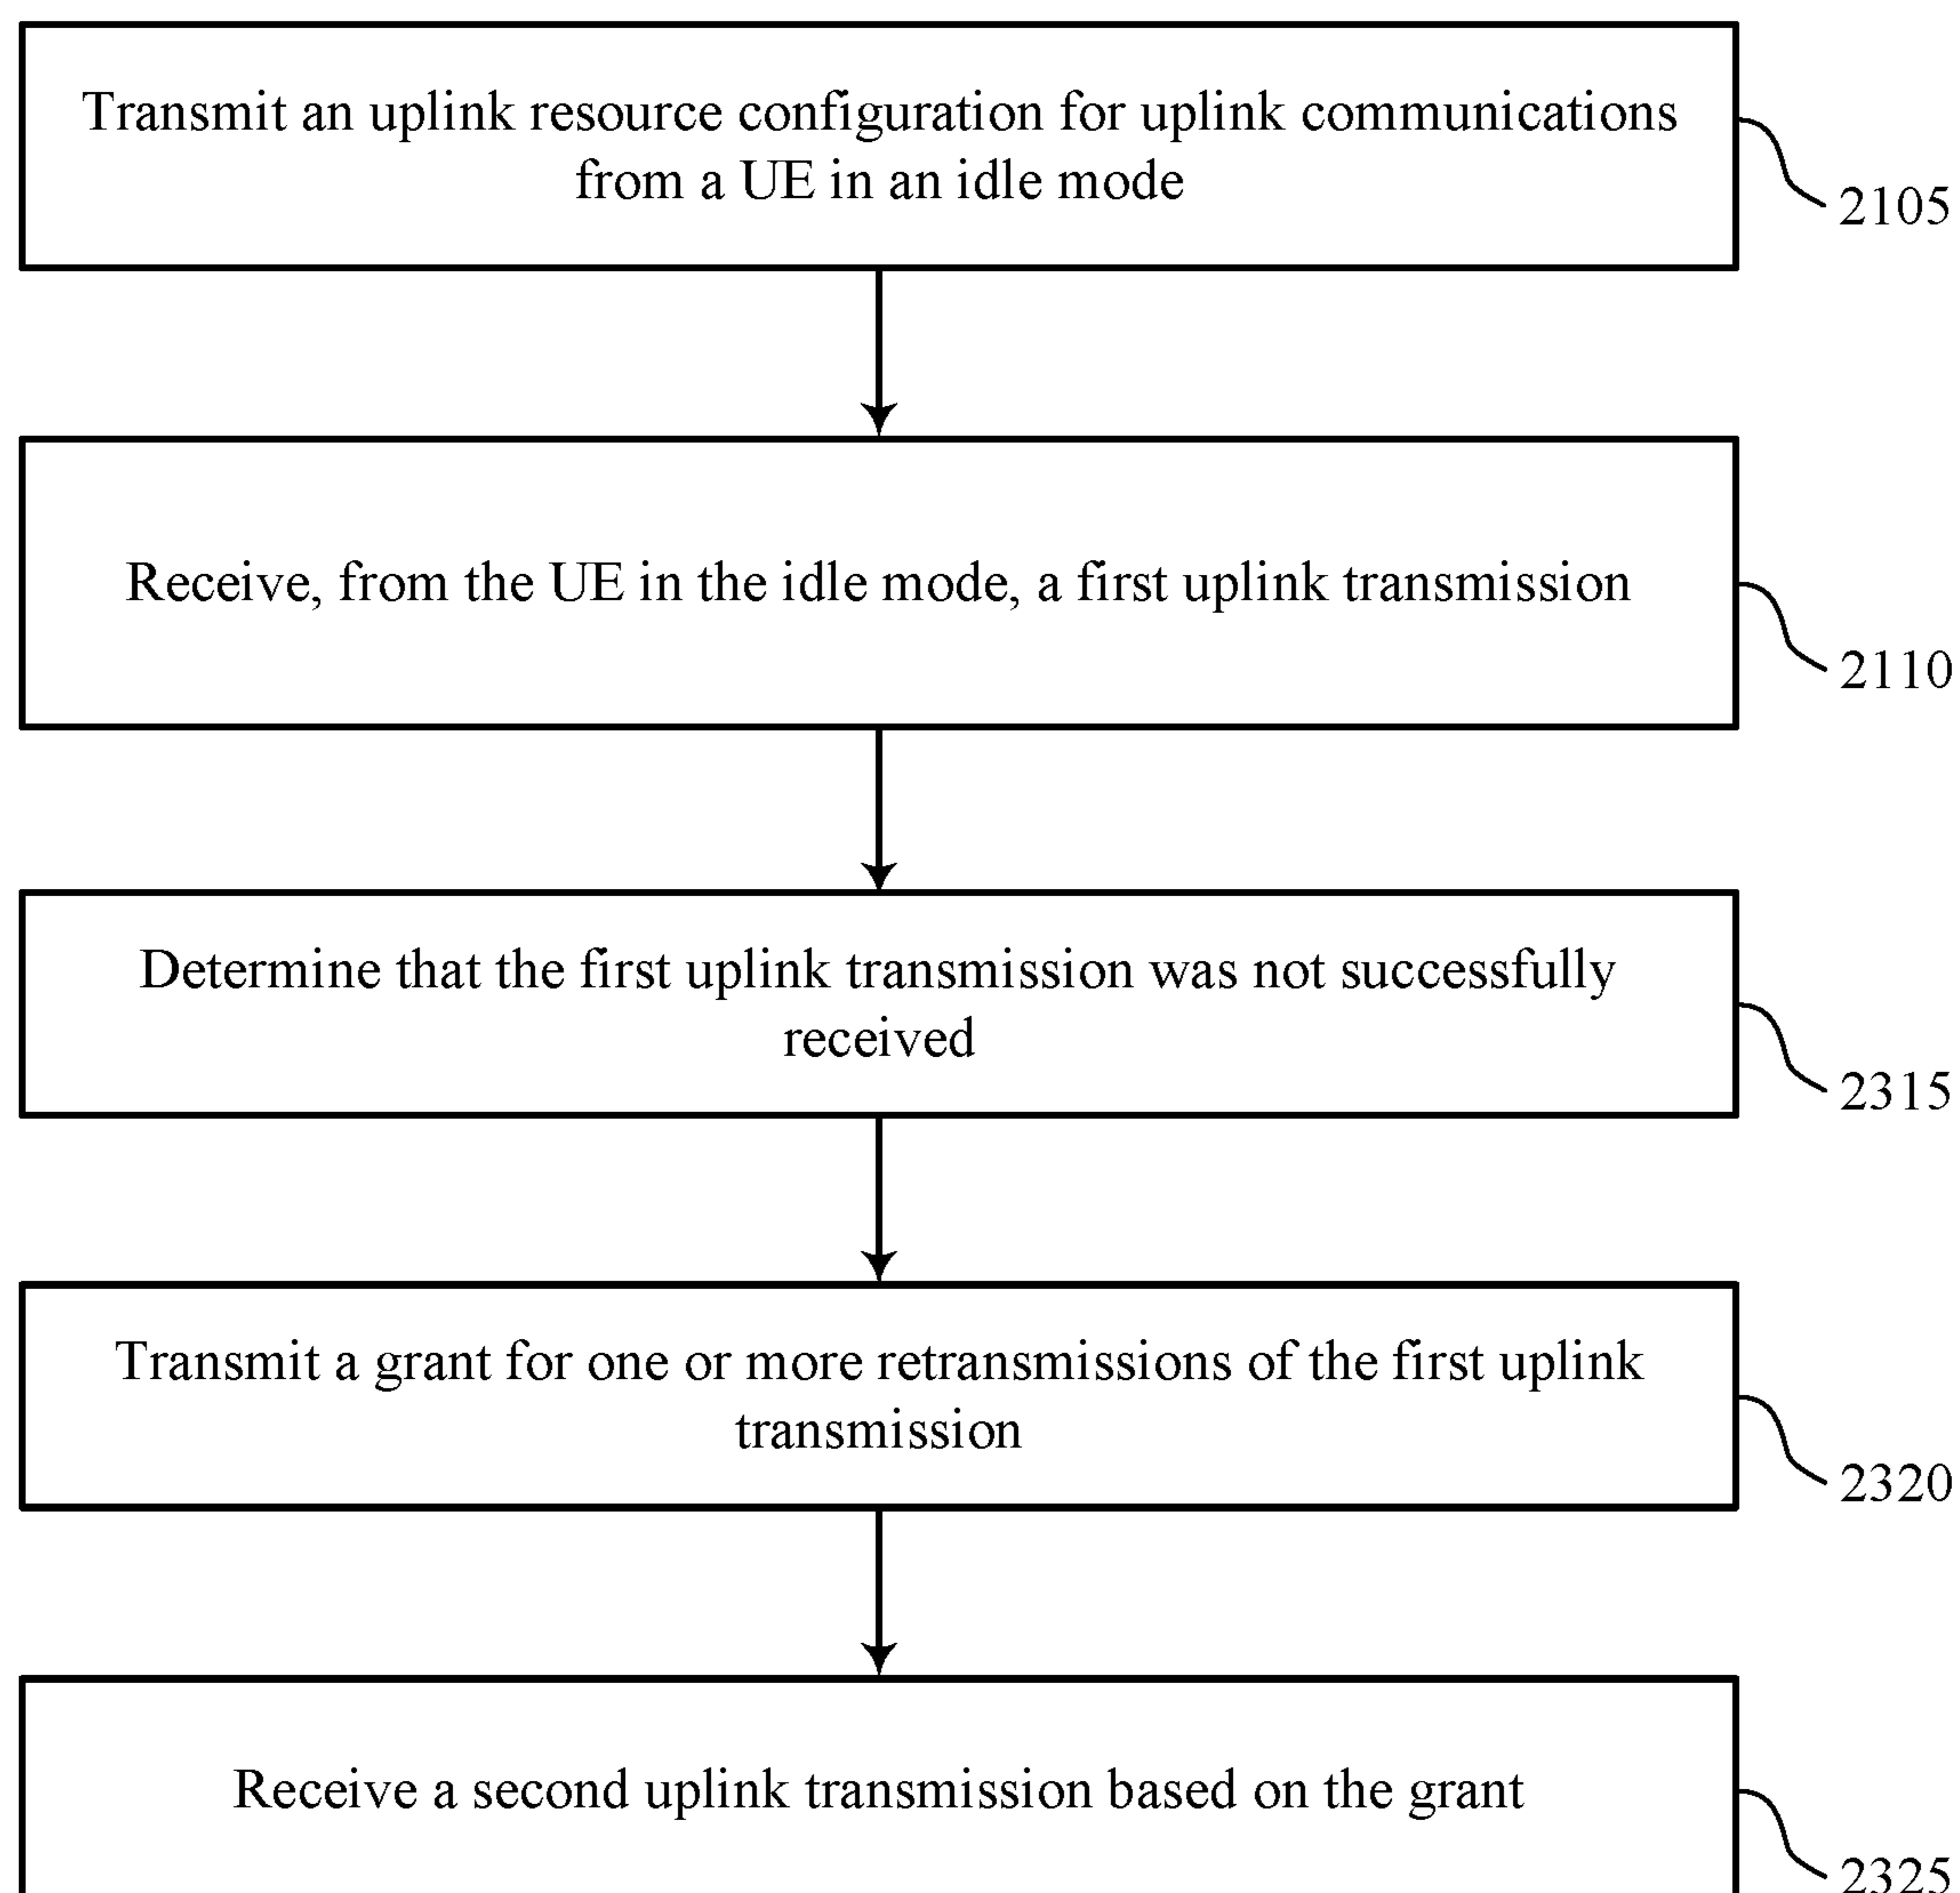 Transmit an uplink resource configuration for uplink communications
from a UE in an idle mode
2105
Receive, from the UE in the idle mode, a first uplink transmission
2110
Determine that the first uplink transmission was not successfully
received
2315
Transmit a grant for one or more retransmissions of the first uplink
transmission
2320
Receive a second uplink transmission based on the grant
2325